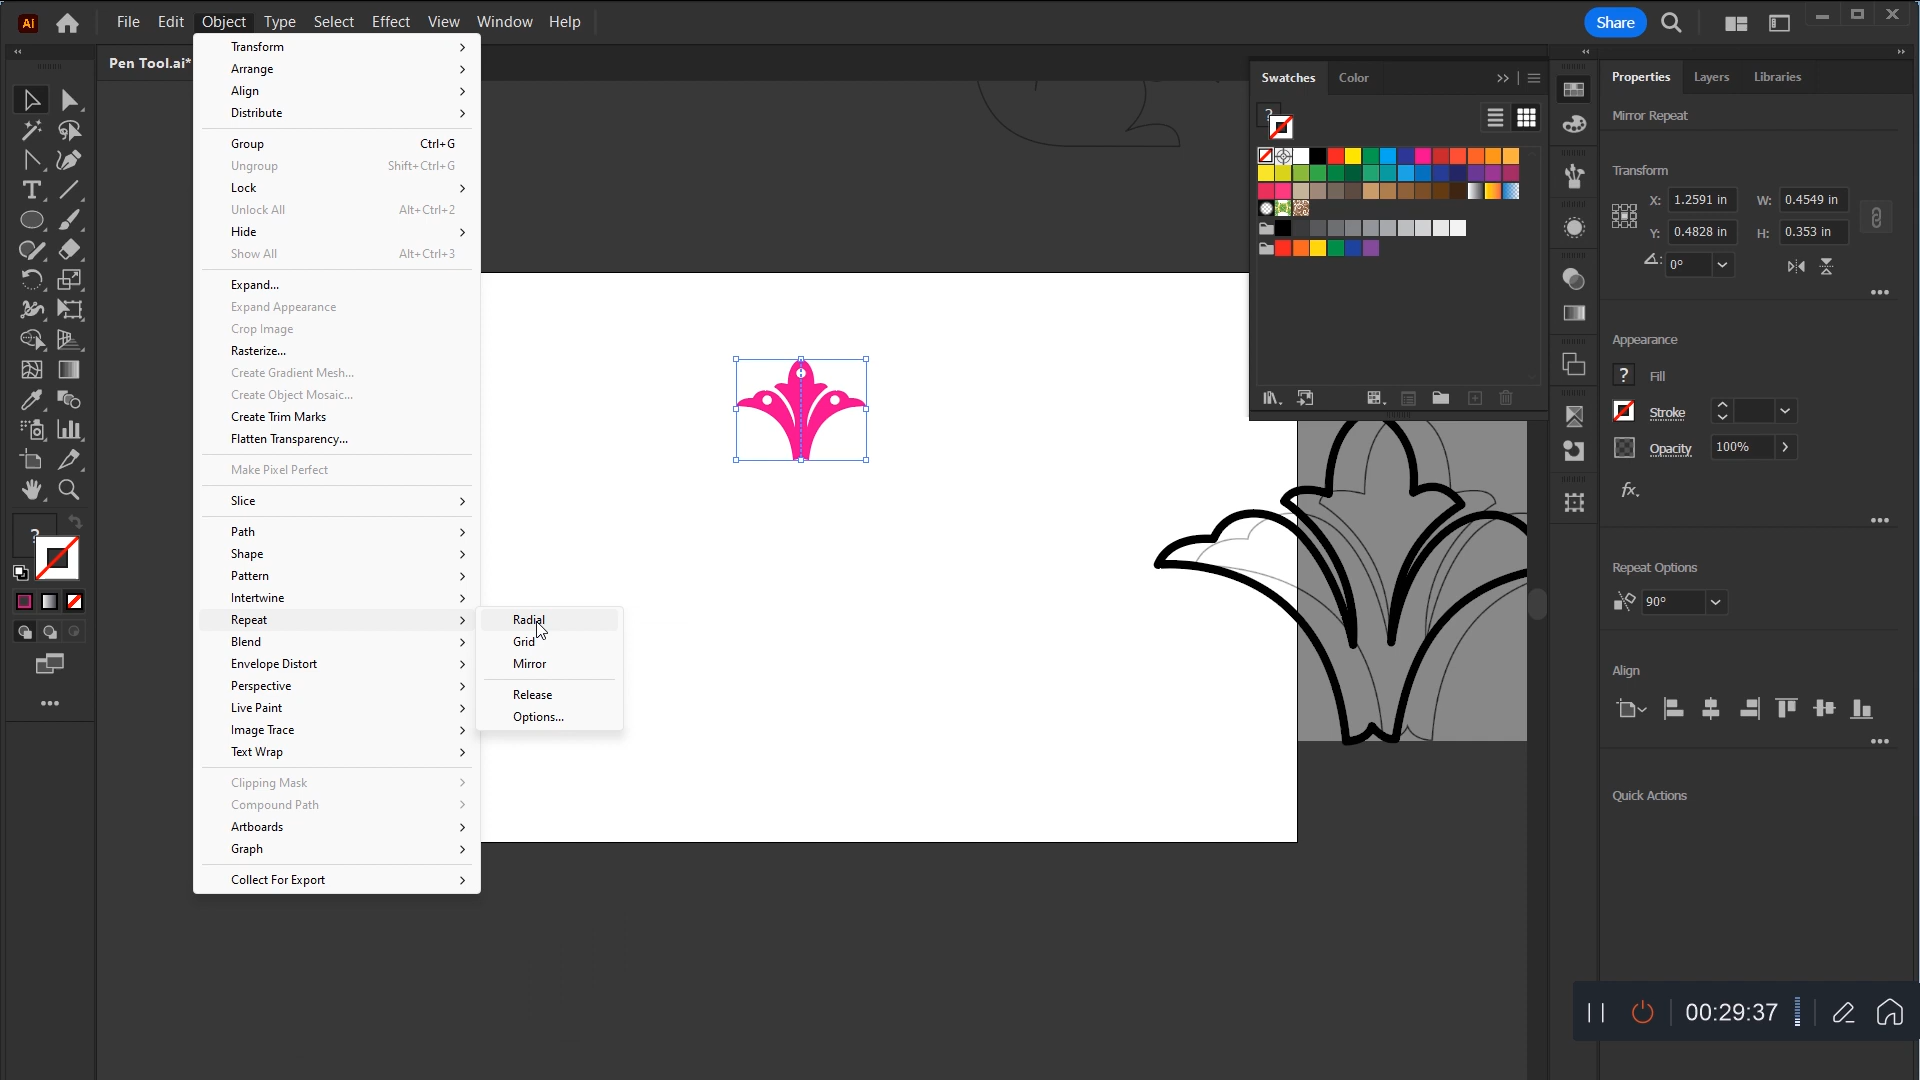 Ai File Edit Object Type Select Effect View Window Help Share
Pen Tool.ai*
Transform
Arrange
Align
Distribute
Group Ctrl+G
Ungroup Shift+Ctrl+G
Lock
Unlock All Alt+Ctrl+2
Hide
Show All Alt+Ctrl+3
Expand...
Expand Appearance
Crop Image
Rasterize...
Create Gradient Mesh...
Create Object Mosaic...
Create Trim Marks
Flatten Transparency...
Make Pixel Perfect
Slice
Path
Shape
Pattern
Intertwine
Repeat
Blend
Envelope Distort
Perspective
Live Paint
Image Trace
Text Wrap
Clipping Mask
Compound Path
Artboards
Graph
Collect For Export
Radial
Grid
Mirror
Release
Options...
Swatches Color
?
?
Properties Layers Libraries
Mirror Repeat
Transform
X: 1.2591 in W: 0.4549 in
Y: 0.4828 in H: 0.353 in
0°
Appearance
? Fill
Stroke
Opacity 100%
fx.
Repeat Options
90°
Align
Quick Actions
00:29:37